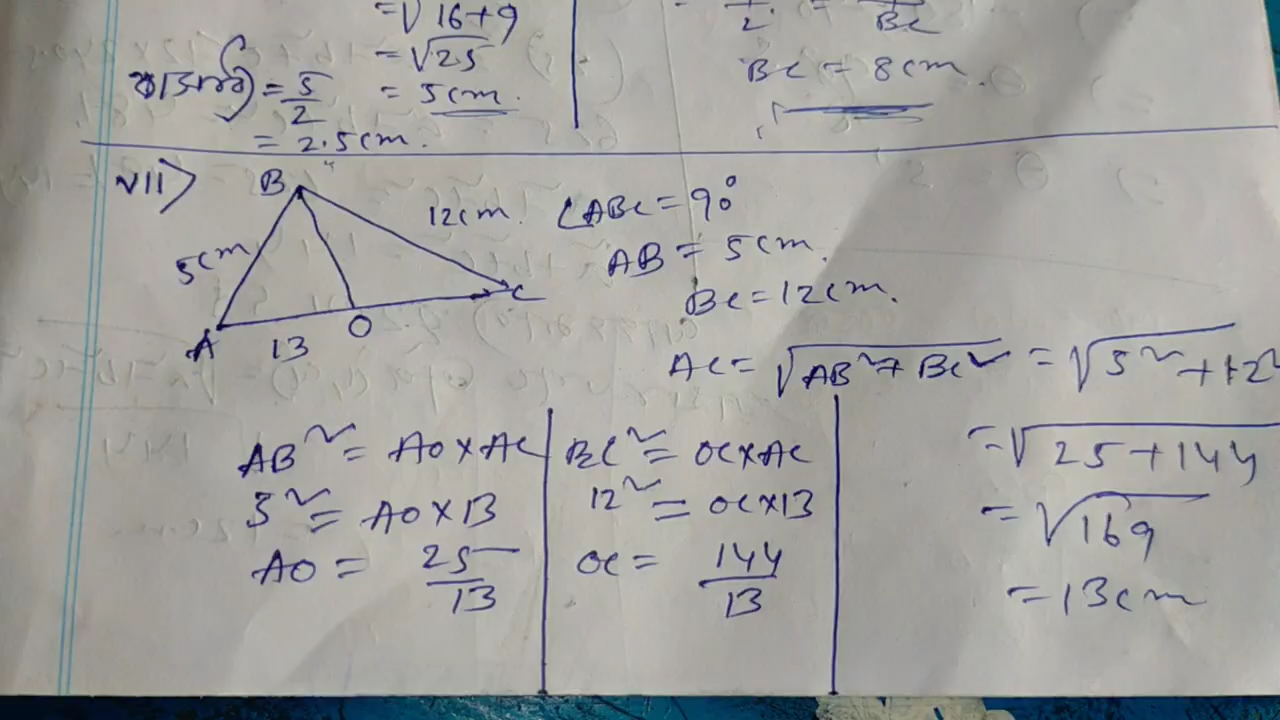 = √16+9
= √25
= 5cm.
ব্যাসার্ধ = 5/2
= 2.5cm.
BC
BC = 8cm.
vii>
B
12cm.
5cm
A
13
O
C
∠ABC = 90°
AB = 5cm.
BC = 12cm.
AC = √AB²+BC² = √5²+12²
= √25+144
= √169
= 13cm
AB² = AO×AC
5² = AO×13
AO = 25/13
BC² = OC×AC
12² = OC×13
OC = 144/13